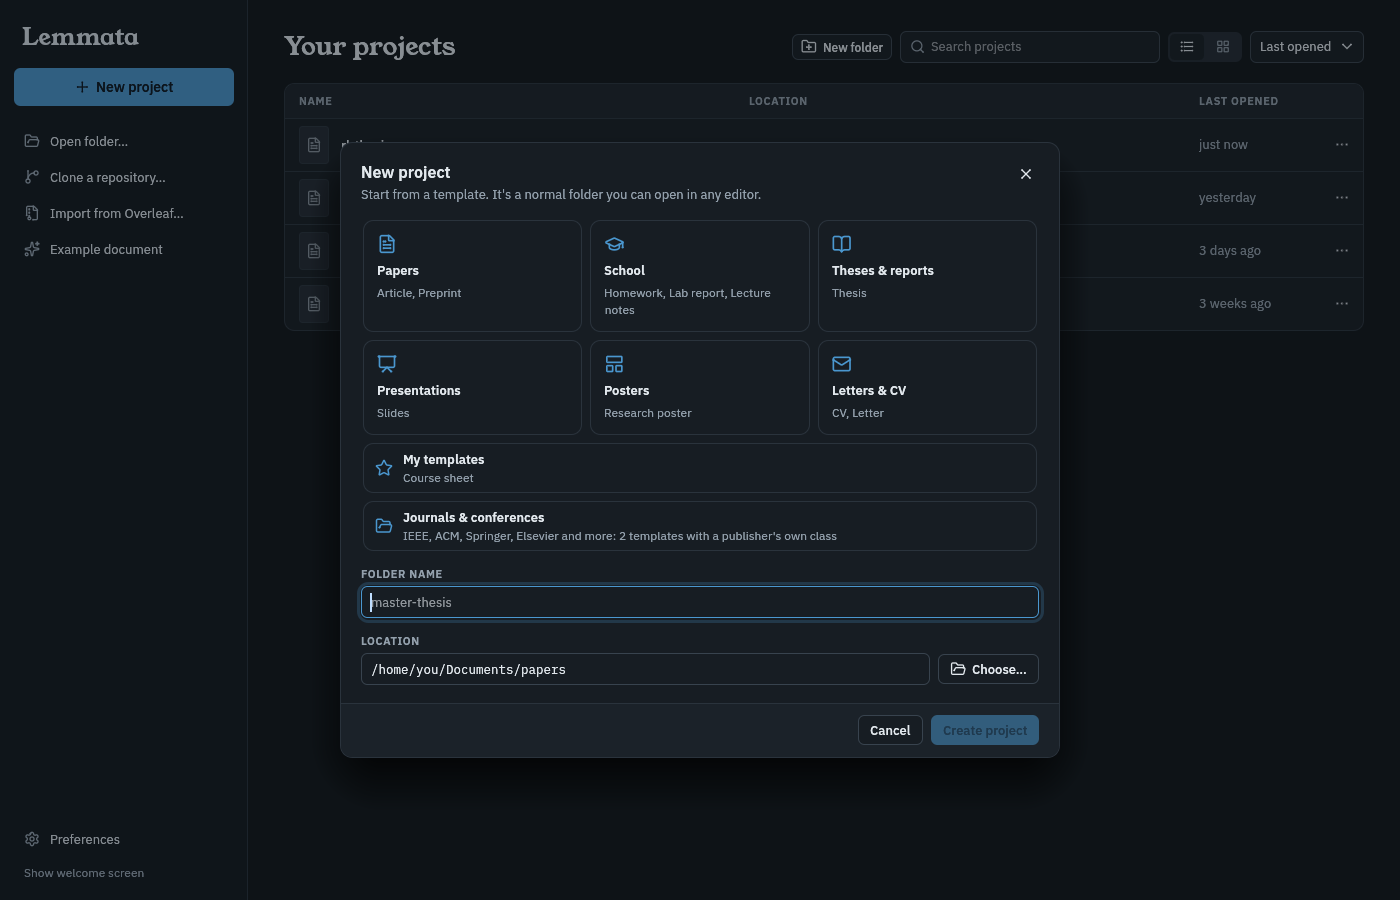 Lemmata
New project
Open folder...
Clone a repository...
Import from Overleaf...
Example document
Preferences
Show welcome screen
Your projects
New folder
Search projects
Last opened
NAME
LOCATION
LAST OPENED
just now
yesterday
3 days ago
3 weeks ago
New project
Start from a template. It's a normal folder you can open in any editor.
Papers
Article, Preprint
School
Homework, Lab report, Lecture
notes
Theses & reports
Thesis
Presentations
Slides
Posters
Research poster
Letters & CV
CV, Letter
My templates
Course sheet
Journals & conferences
IEEE, ACM, Springer, Elsevier and more: 2 templates with a publisher's own class
FOLDER NAME
master-thesis
LOCATION
/home/you/Documents/papers
Choose...
Cancel
Create project